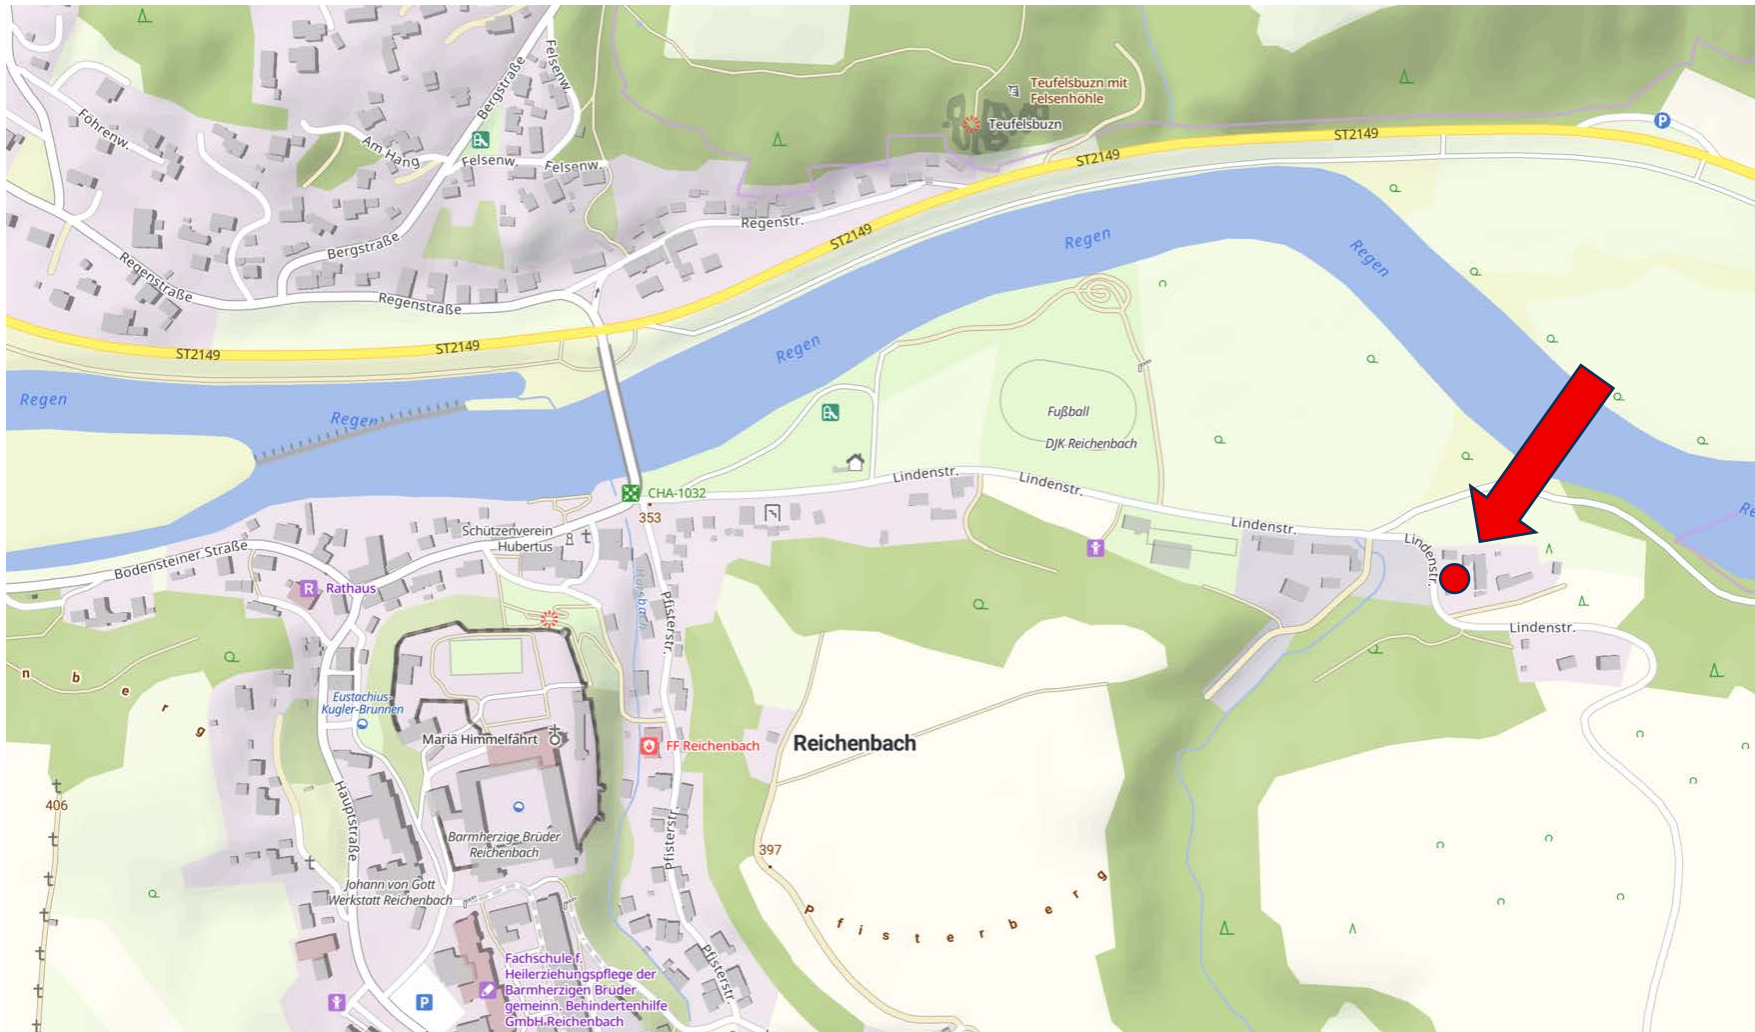 Teufelsbuzn mit
Felsenhöhle
Teufelsbuzn
Föhrenw.
Am Hang
Bergstraße
Felsenw.
Felsenw.
Felsenw.
ST2149
ST2149
ST2149
ST2149
ST2149
P
Regenstr.
Bergstraße
Regenstraße
Regenstraße
Regen
Regen
Regen
Regen
Regen
Re
Fußball
DJK Reichenbach
Lindenstr.
Lindenstr.
Lindenstr.
Lindenstr.
Lindenstr.
CHA-1032
353
Schützenverein
Hubertus
Bodensteiner Straße
R
Rathaus
Pfisterstr.
n b e r g
Eustachius-
Kugler-Brunnen
Mariä Himmelfahrt
FF Reichenbach
Reichenbach
406
Hauptstraße
Barmherzige Brüder
Reichenbach
Pfisterstr.
397
Pfisterberg
Johann von Gott
Werkstatt Reichenbach
Pfisterstr.
Fachschule f.
Heilerziehungspflege der
Barmherzigen Brüder
gemeinn. Behindertenhilfe
GmbH Reichenbach
P